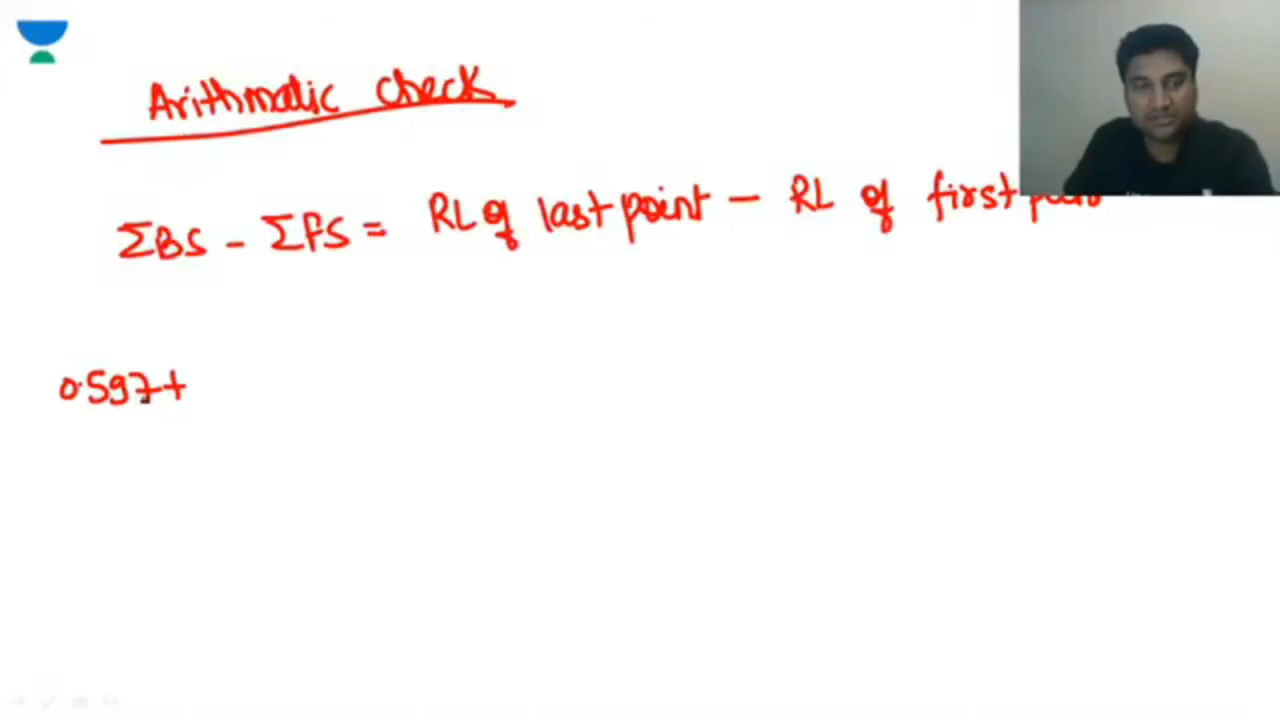 Arithmatic check
ΣBS - ΣFS = RL of last point - RL of first
0.597+